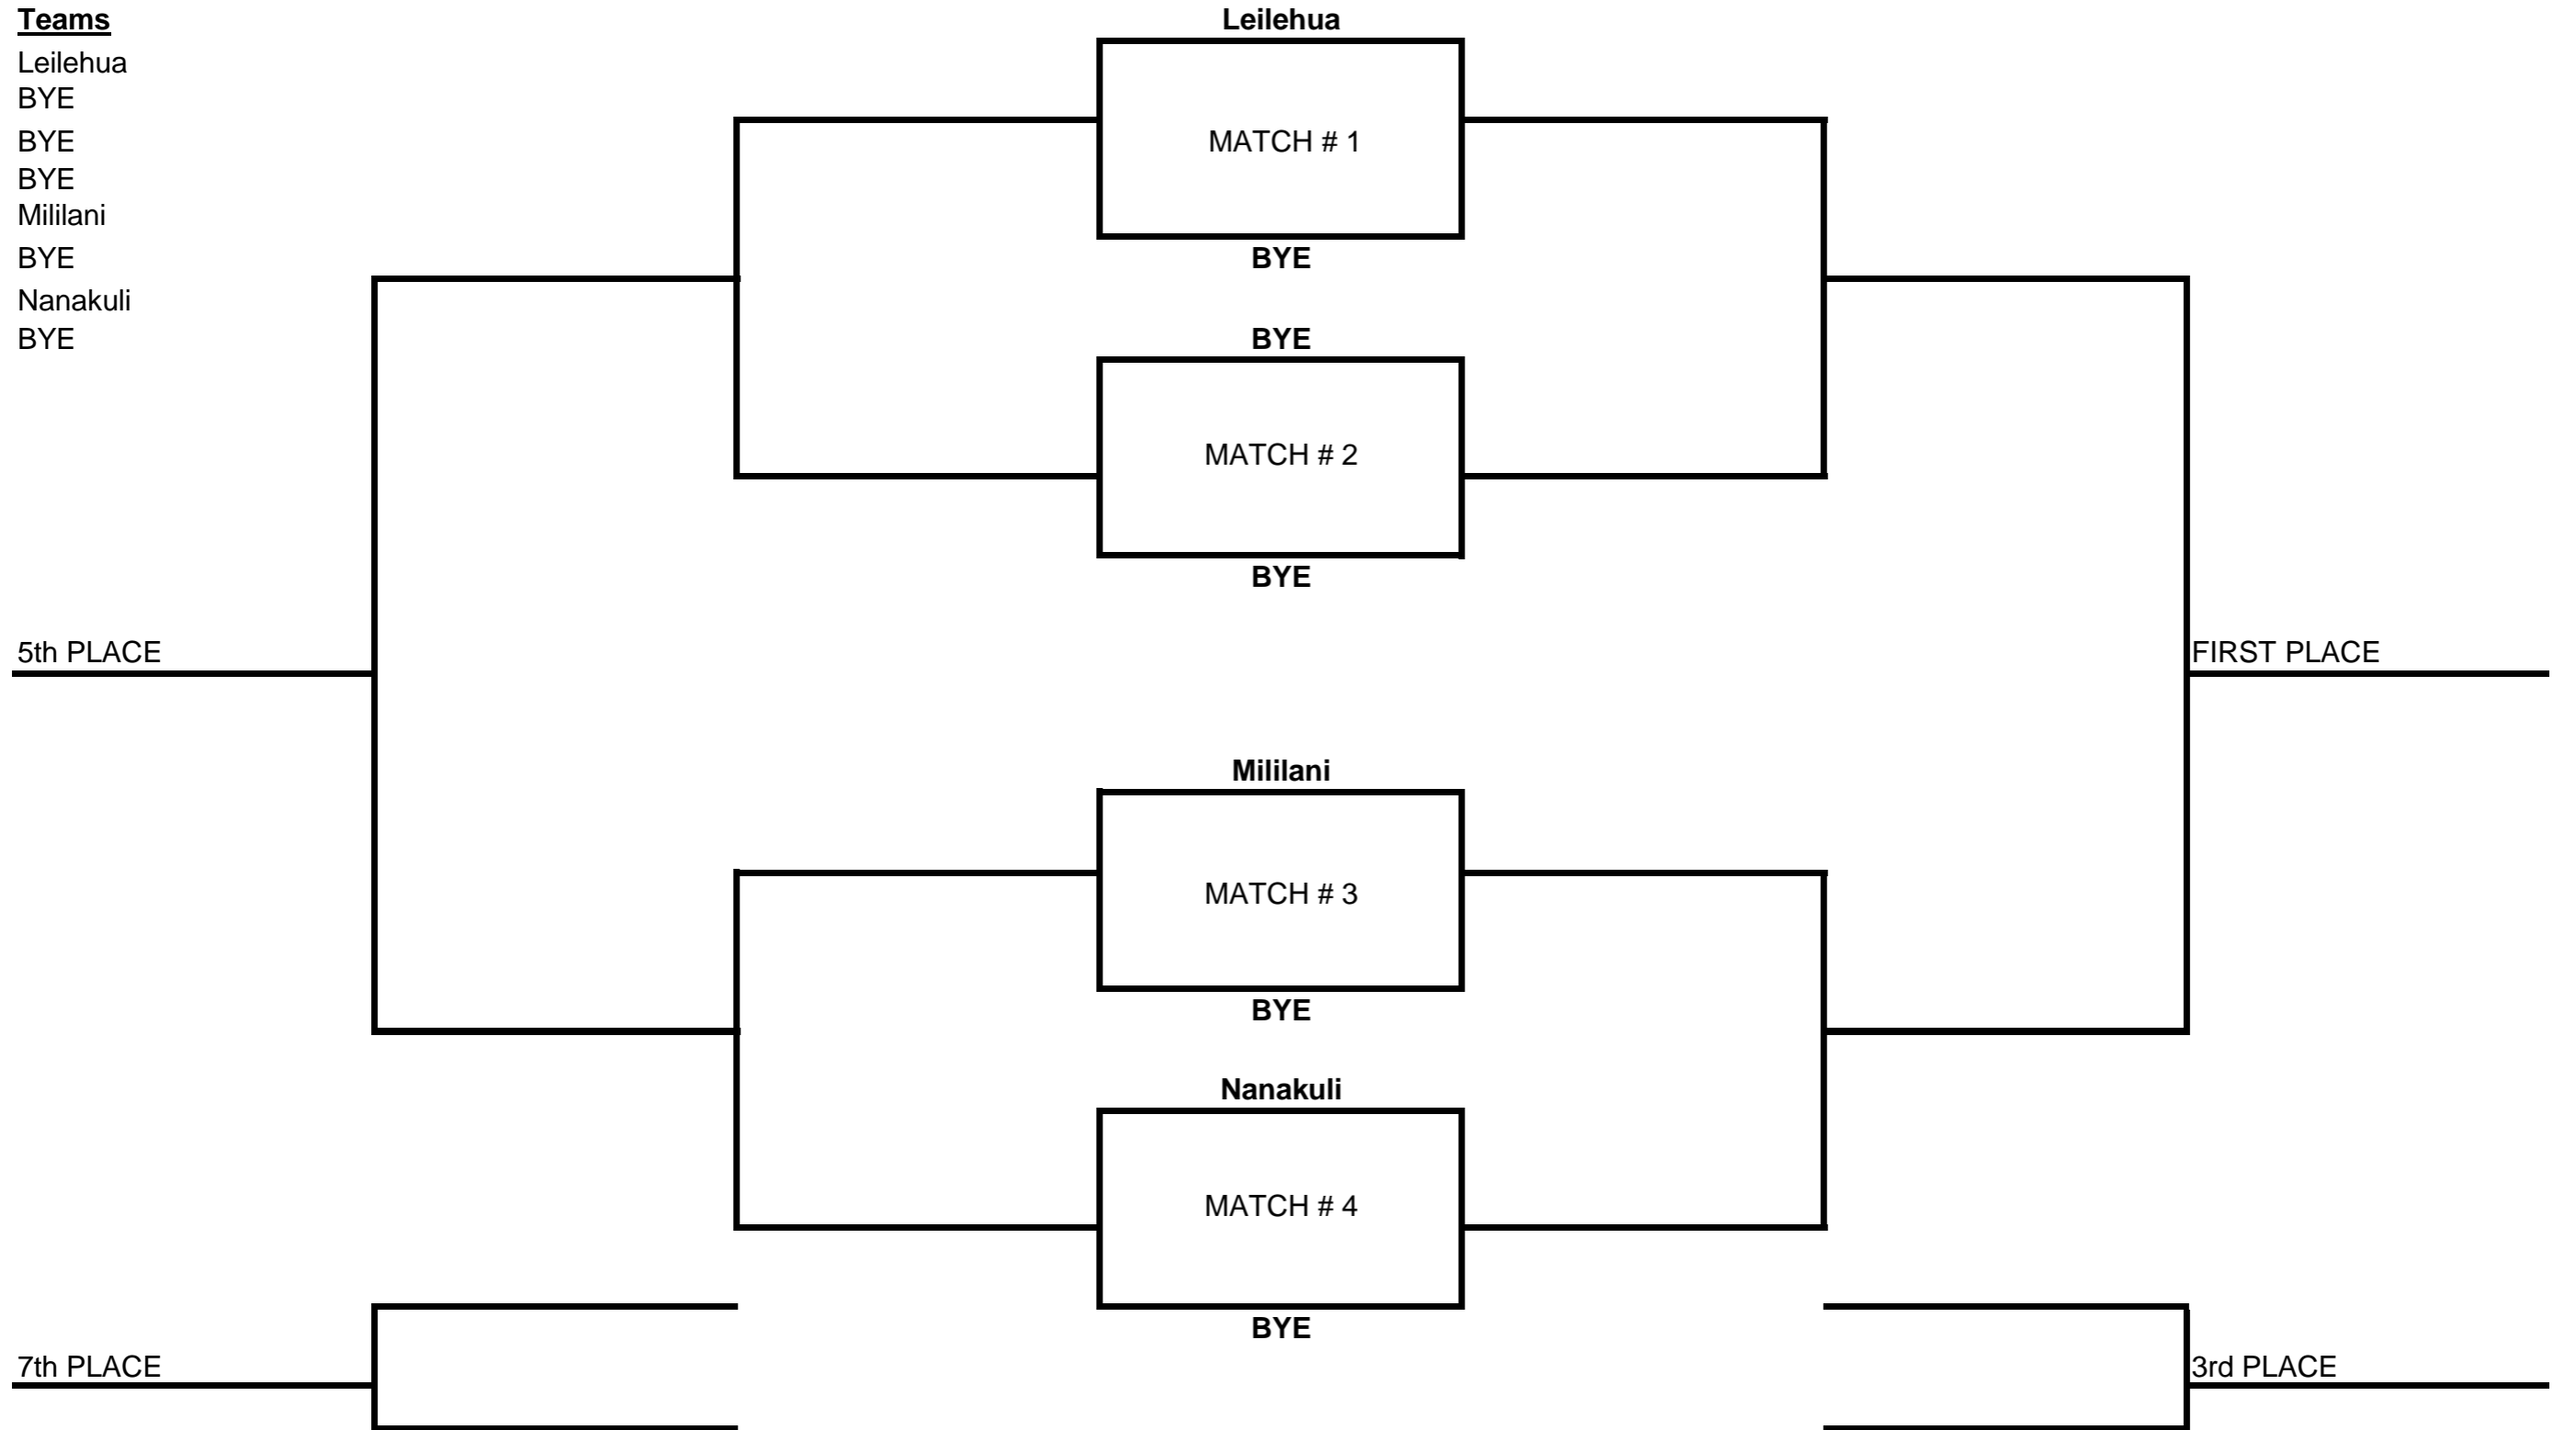 Teams
Leilehua
BYE
BYE
BYE
Mililani
BYE
Nanakuli
BYE
Leilehua
MATCH # 1
BYE
BYE
MATCH # 2
BYE
5th PLACE
FIRST PLACE
Mililani
MATCH # 3
BYE
Nanakuli
MATCH # 4
BYE
7th PLACE
3rd PLACE